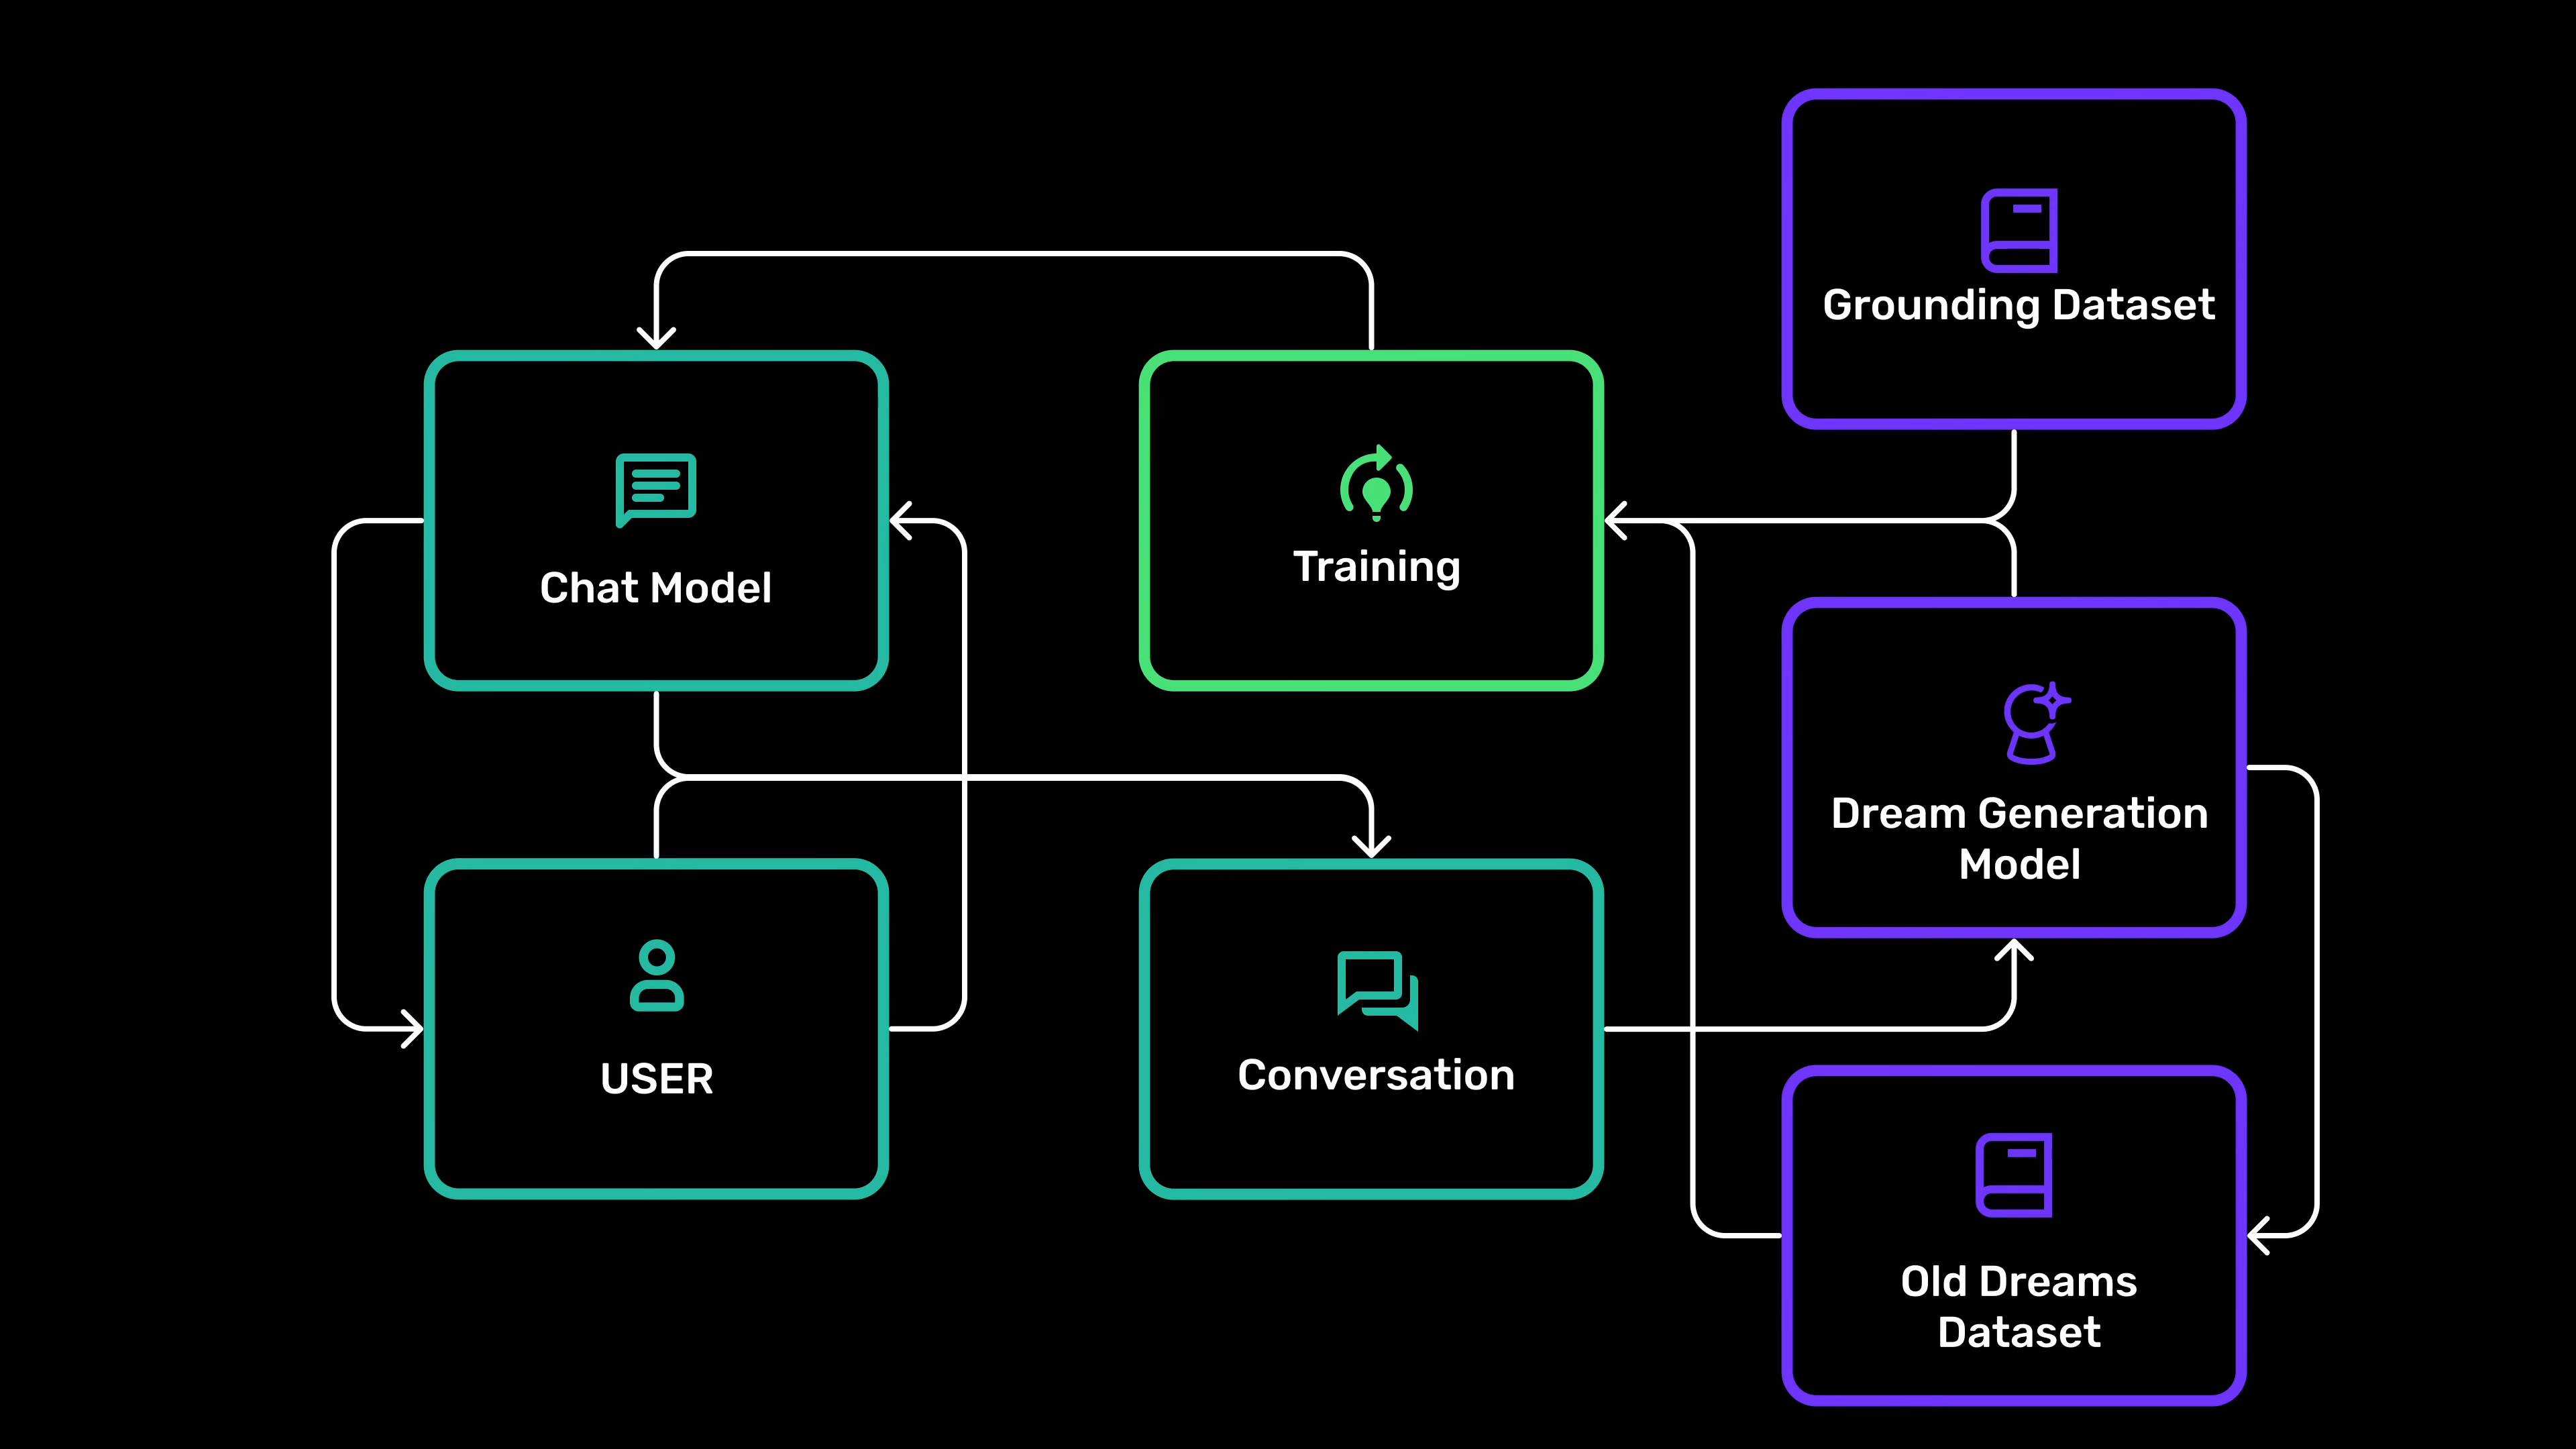 Grounding Dataset
Chat Model
Training
Dream Generation
Model
USER
Conversation
Old Dreams
Dataset